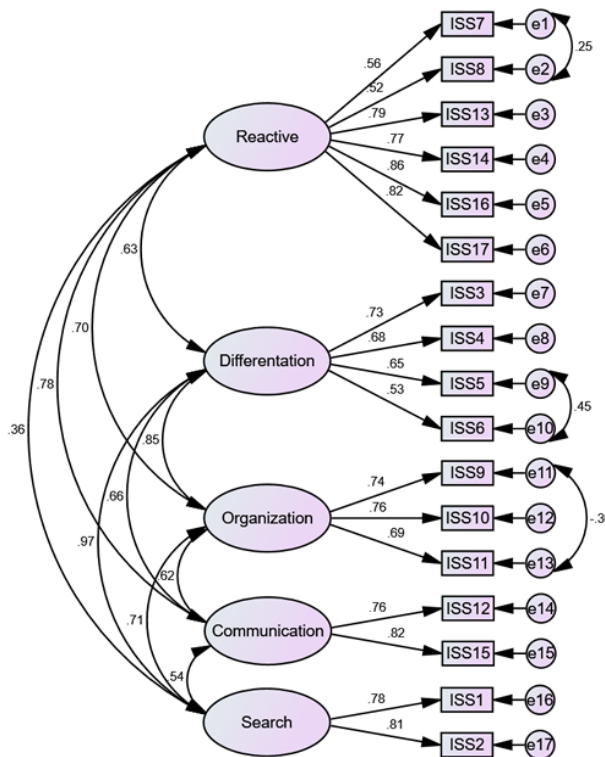 ISS7
e1
.56
.25
ISS8
e2
.52
ISS13
e3
.79
Reactive
ISS14
e4
.77
.86
ISS16
e5
.82
ISS17
e6
.63
ISS3
e7
.73
.70
.68
ISS4
e8
Differentation
.65
ISS5
e9
.78
.53
.45
.36
ISS6
e10
.85
.74
ISS9
e11
.66
.76
Organization
ISS10
e12
-.3
.97
.69
ISS11
e13
.62
.71
.76
ISS12
e14
Communication
.82
ISS15
e15
.54
.78
ISS1
e16
Search
.81
ISS2
e17